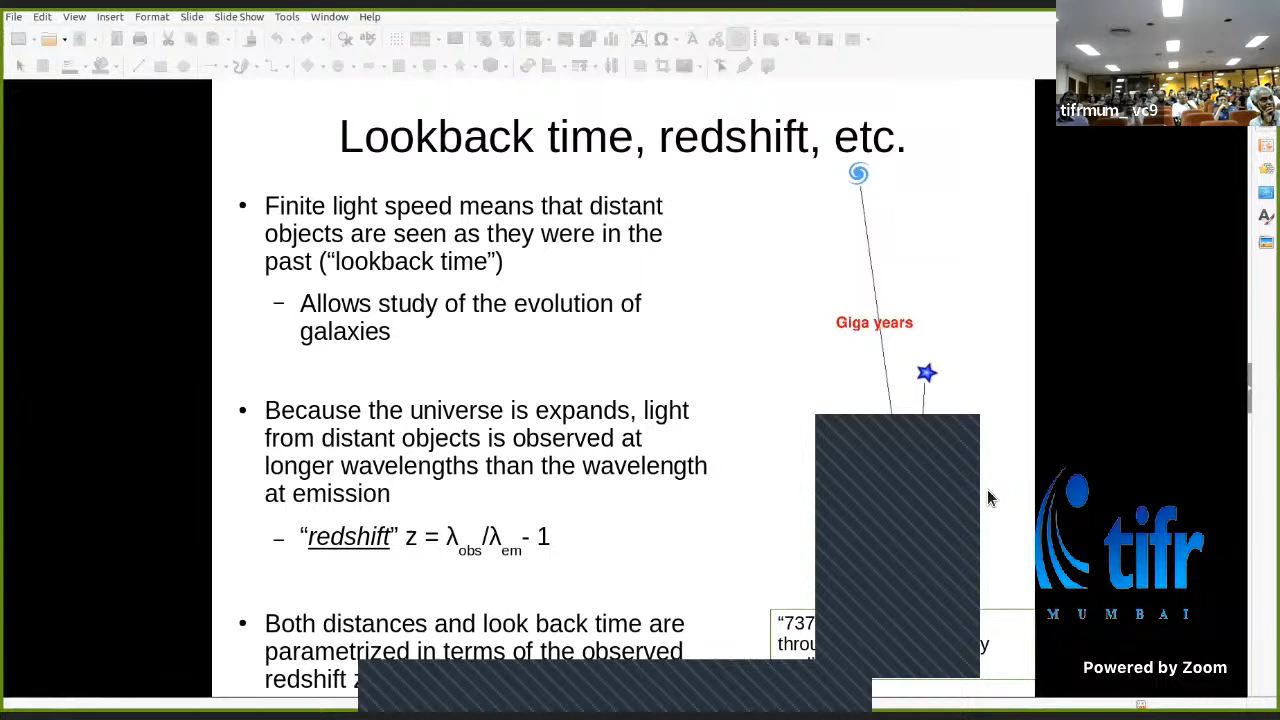 File Edit View Insert Format Slide Slide Show Tools Window Help
tifrmum_ vc9
Lookback time, redshift, etc.
• Finite light speed means that distant
objects are seen as they were in the
past (“lookback time”)
– Allows study of the evolution of
galaxies
Giga years
• Because the universe is expands, light
from distant objects is observed at
longer wavelengths than the wavelength
at emission
– “redshift” z = λobs/λem- 1
• Both distances and look back time are
parametrized in terms of the observed
redshift
“737
tifr
MUMBAI
Powered by Zoom